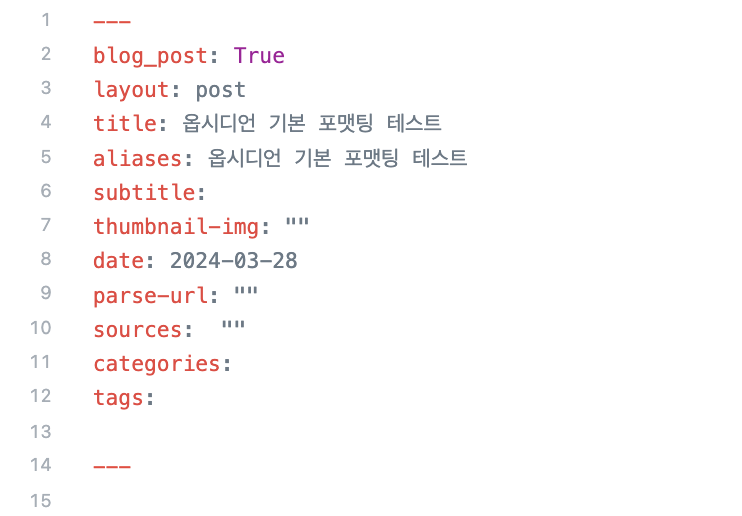 1 ---
2 blog_post: True
3 layout: post
4 title: 옵시디언 기본 포맷팅 테스트
5 aliases: 옵시디언 기본 포맷팅 테스트
6 subtitle:
7 thumbnail-img: ""
8 date: 2024-03-28
9 parse-url: ""
10 sources:  ""
11 categories:
12 tags:
13
14 ---
15